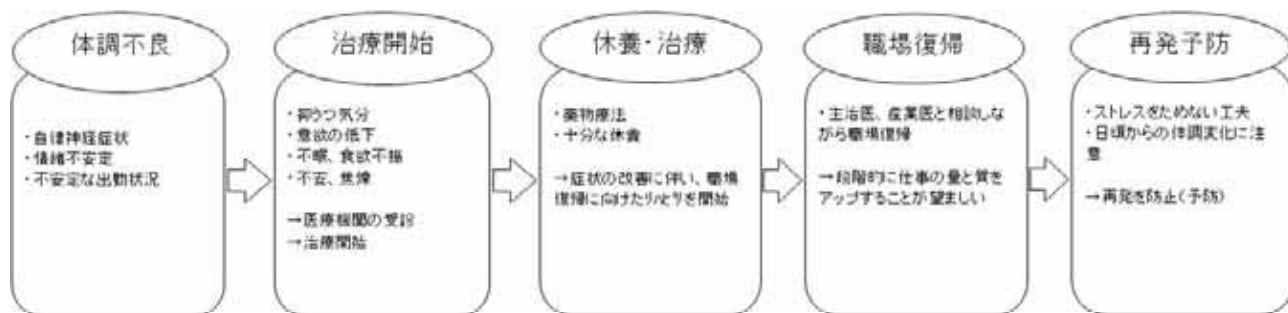 体調不良
・自律神経症状
・情緒不安定
・不安定な出勤状況
治療開始
・抑うつ気分
・意欲の低下
・不眠、食欲不振
・不安、焦燥
→医療機関の受診
→治療開始
休養・治療
・薬物療法
・十分な休養
→症状の改善に伴い、職場
復帰に向けたリハビリを開始
職場復帰
・主治医、産業医と相談しな
がら職場復帰
→段階的に仕事の量と質を
アップすることが望ましい
再発予防
・ストレスをためない工夫
・日頃からの体調変化に注
意
→再発を防止(予防)